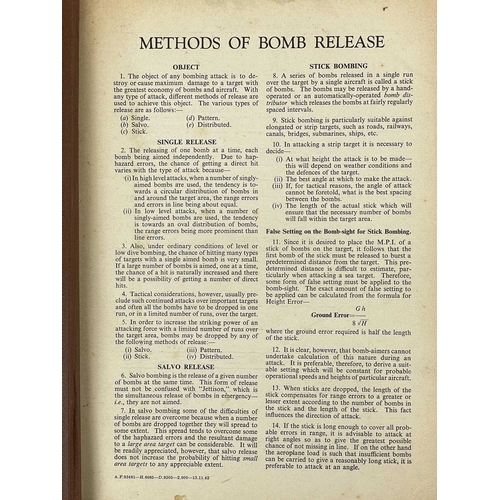 METHODS OF BOMB RELEASE
OBJECT
1. The object of any bombing attack is to des-
troy or cause maximum damage to a target with
the greatest economy of bombs and aircraft. With
any type of attack, different methods of release are
used to achieve this object. The various types of
release are as follows:—
(a) Single. (d) Pattern.
(b) Salvo. (e) Distributed.
(c) Stick.
SINGLE RELEASE
2. The releasing of one bomb at a time, each
bomb being aimed independently. Due to hap-
hazard errors, the chance of getting a direct hit
varies with the type of attack because—
(i) In high level attacks, when a number of singly-
aimed bombs are used, the tendency is to-
wards a circular distribution of bombs in
and around the target area, the range errors
and errors in line being about equal.
(ii) In low level attacks, when a number of
singly-aimed bombs are used, the tendency
is towards an oval distribution of bombs,
the range errors being more prominent than
line errors.
3. Also, under ordinary conditions of level or
low dive bombing, the chance of hitting many types
of targets with a single aimed bomb is very small.
If a large number of bombs is aimed, one at a time,
the chance of a hit is naturally increased and there
will be a possibility of getting a number of direct
hits.
4. Tactical considerations, however, usually pre-
clude such continued attacks over important targets
and often all the bombs have to be dropped in one
run, or in a limited number of runs, over the target.
5. In order to increase the striking power of an
attacking force with a limited number of runs over
the target area, bombs may be dropped by any of
the following methods of release:—
(i) Salvo. (iii) Pattern.
(ii) Stick. (iv) Distributed.
SALVO RELEASE
6. Salvo bombing is the release of a given number
of bombs at the same time. This form of release
must not be confused with "Jettison," which is
the simultaneous release of bombs in emergency—
i.e., they are not aimed.
7. In salvo bombing some of the difficulties of
single release are overcome because when a number
of bombs are dropped together they will spread to
some extent. This spread tends to overcome some
of the haphazard errors and the resultant damage
to a large area target can be considerable. It will
be readily appreciated, however, that salvo release
does not increase the probability of hitting small
area targets to any appreciable extent.
STICK BOMBING
8. A series of bombs released in a single run
over the target by a single aircraft is called a stick
of bombs. The bombs may be released by a hand-
operated or an automatically-operated bomb dis-
tributor which releases the bombs at fairly regularly
spaced intervals.
9. Stick bombing is particularly suitable against
elongated or strip targets, such as roads, railways,
canals, bridges, submarines, ships, etc.
10. In attacking a strip target it is necessary to
decide—
(i) At what height the attack is to be made—
this will depend on weather conditions and
the defences of the target.
(ii) The best angle at which to make the attack.
(iii) If, for tactical reasons, the angle of attack
cannot be foretold, what is the best spacing
between the bombs.
(iv) The length of the actual stick which will
ensure that the necessary number of bombs
will fall within the target area.
False Setting on the Bomb-sight for Stick Bombing.
11. Since it is desired to place the M.P.I. of a
stick of bombs on the target, it follows that the
first bomb of the stick must be released to burst a
predetermined distance from the target. This pre-
determined distance is difficult to estimate, partic-
ularly when attacking a sea target. Therefore,
some form of false setting must be applied to the
bomb-sight. The exact amount of false setting to
be applied can be calculated from the formula for
Height Error—
G h
Ground Error=
8 √H
where the ground error required is half the length
of the stick.
12. It is clear, however, that bomb-aimers cannot
undertake calculation of this nature during an
attack. It is preferable, therefore, to derive a suit-
able setting which will be constant for probable
operational speeds and heights of particular aircraft.
13. When sticks are dropped, the length of the
stick compensates for range errors to a greater or
lesser extent according to the number of bombs in
the stick and the length of the stick. This fact
influences the direction of attack.
14. If the stick is long enough to cover all prob-
able errors in range, it is advisable to attack at
right angles so as to give the greatest possible
chance of not missing in line. If on the other hand
the aeroplane load is such that insufficient bombs
can be carried to give a reasonably long stick, it is
preferable to attack at an angle.